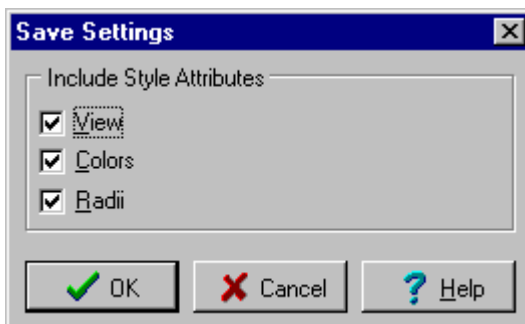 Save Settings
Include Style Attributes
View
Colors
Radii
OK Cancel Help